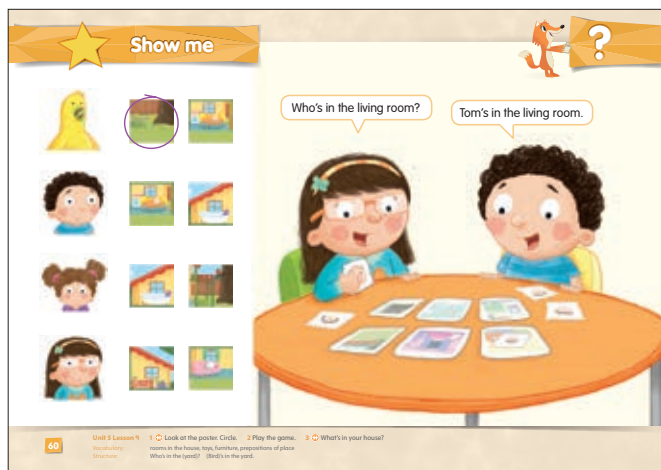 Show me
?
Who's in the living room?
Tom's in the living room.
60
Unit 5 Lesson 9 1 Look at the poster. Circle. 2 Play the game. 3 What's in your house?
Vocabulary: rooms in the house, toys, furniture, prepositions of place
Structure: Who's in the (yard)? (Bird)'s in the yard.